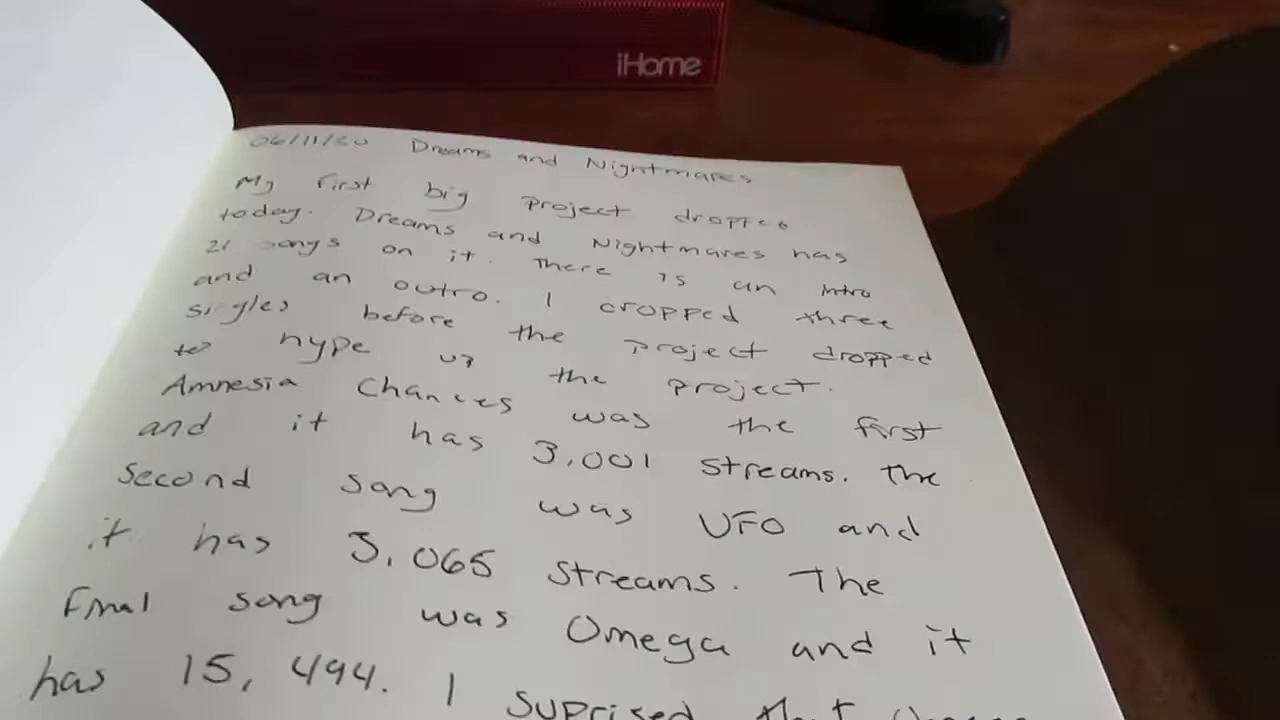 iHome
06/11/20 Dreams and Nightmares
My first big project dropped
today. Dreams and Nightmares has
21 songs on it. There is an intro
and an outro. I dropped three
singles before the project dropped
to hype up the project.
Amnesia Chances was the first
and it has 3,001 streams. The
second song was UFO and
it has 3,065 streams. The
final song was Omega and it
has 15,494. I suprised that